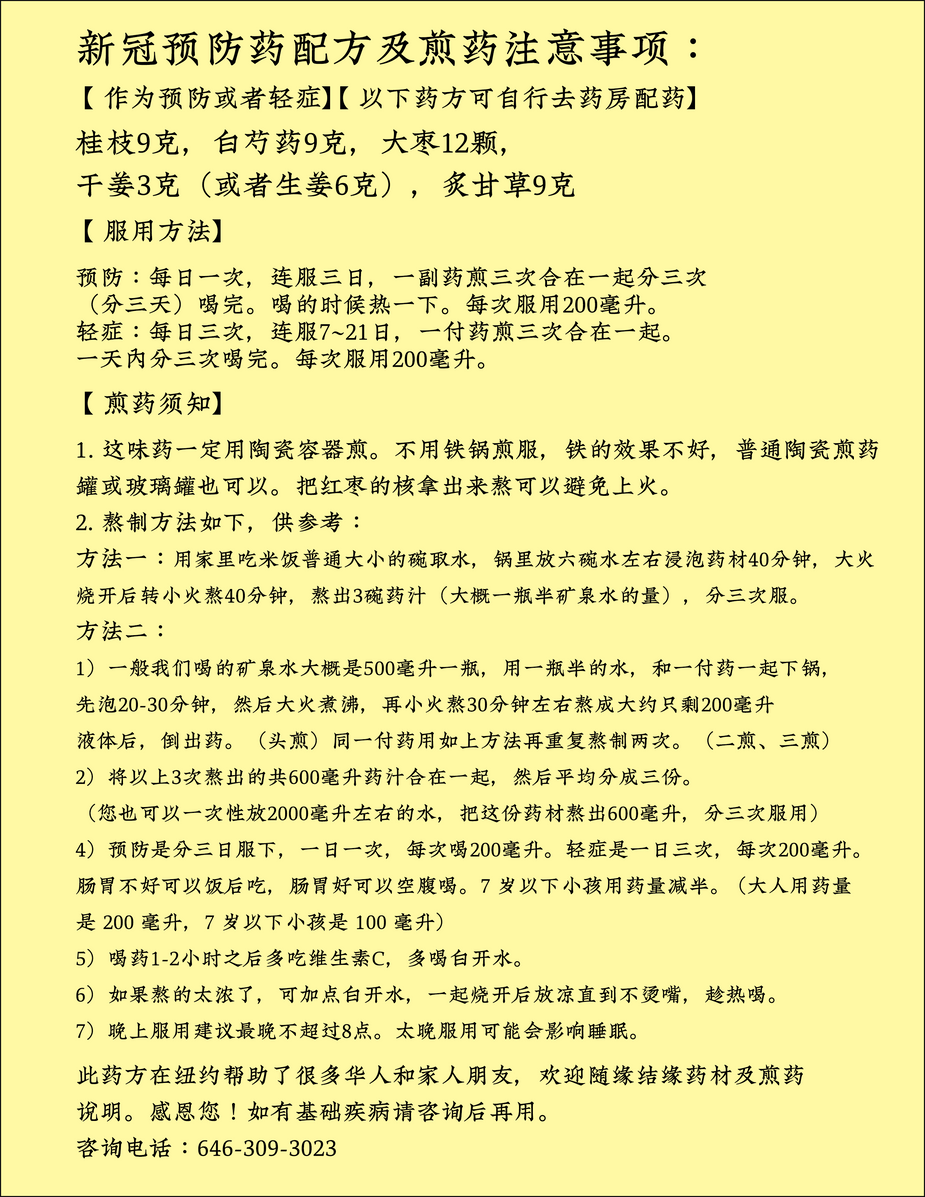 新冠预防药配方及煎药注意事项：
【作为预防或者轻症】【以下药方可自行去药房配药】
桂枝9克，白芍药9克，大枣12颗，
干姜3克（或者生姜6克），炙甘草9克
【服用方法】
预防：每日一次，连服三日，一副药煎三次合在一起分三次
（分三天）喝完。喝的时候热一下。每次服用200毫升。
轻症：每日三次，连服7~21日，一付药煎三次合在一起。
一天內分三次喝完。每次服用200毫升。
【煎药须知】
1. 这味药一定用陶瓷容器煎。不用铁锅煎服，铁的效果不好，普通陶瓷煎药
罐或玻璃罐也可以。把红枣的核拿出来熬可以避免上火。
2. 熬制方法如下，供参考：
方法一：用家里吃米饭普通大小的碗取水，锅里放六碗水左右浸泡药材40分钟，大火
烧开后转小火熬40分钟，熬出3碗药汁（大概一瓶半矿泉水的量），分三次服。
方法二：
1）一般我们喝的矿泉水大概是500毫升一瓶，用一瓶半的水，和一付药一起下锅，
先泡20-30分钟，然后大火煮沸，再小火熬30分钟左右熬成大约只剩200毫升
液体后，倒出药。（头煎）同一付药用如上方法再重复熬制两次。（二煎、三煎）
2）将以上3次熬出的共600毫升药汁合在一起，然后平均分成三份。
（您也可以一次性放2000毫升左右的水，把这份药材熬出600毫升，分三次服用）
4）预防是分三日服下，一日一次，每次喝200毫升。轻症是一日三次，每次200毫升。
肠胃不好可以饭后吃，肠胃好可以空腹喝。7 岁以下小孩用药量减半。（大人用药量
是 200 毫升，7 岁以下小孩是 100 毫升）
5）喝药1-2小时之后多吃维生素C，多喝白开水。
6）如果熬的太浓了，可加点白开水，一起烧开后放凉直到不烫嘴，趁热喝。
7）晚上服用建议最晚不超过8点。太晚服用可能会影响睡眠。
此药方在纽约帮助了很多华人和家人朋友，欢迎随缘结缘药材及煎药
说明。感恩您！如有基础疾病请咨询后再用。
咨询电话：646-309-3023